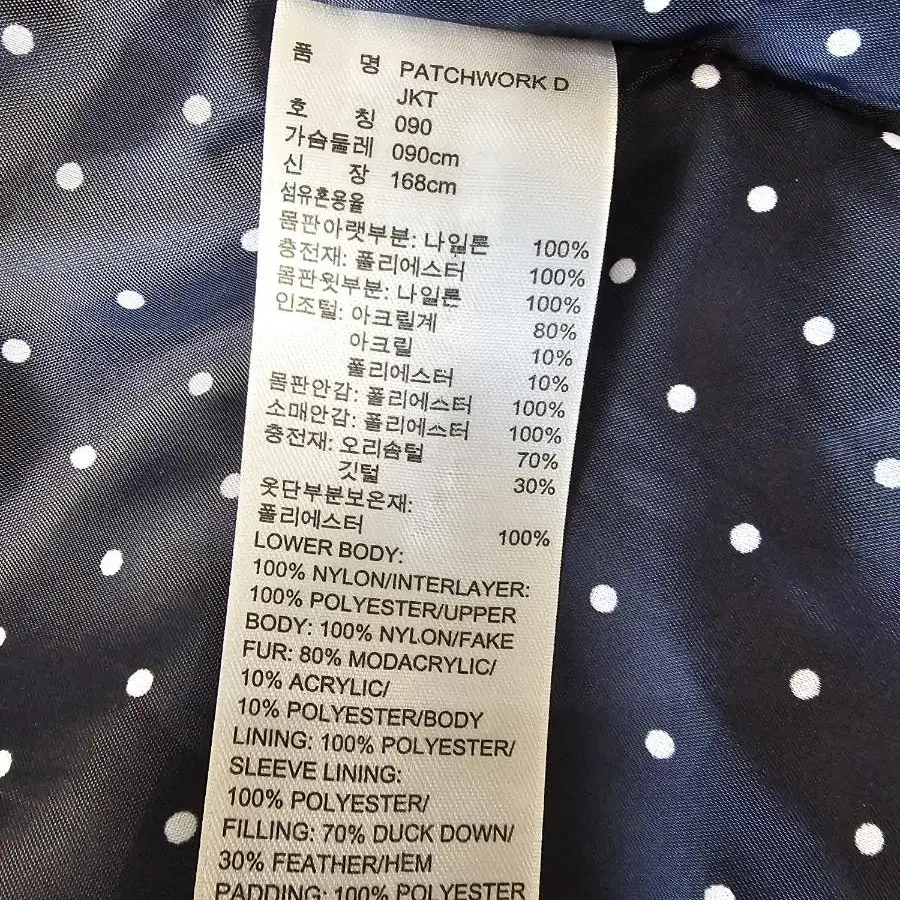 품 명 PATCHWORK D
JKT
호 칭 090
가슴둘레 090cm
신 장 168cm
섬유혼용율
몸판아랫부분: 나일론 100%
충전재: 폴리에스터 100%
몸판윗부분: 나일론 100%
인조털: 아크릴계 80%
아크릴 10%
폴리에스터 10%
몸판안감: 폴리에스터 100%
소매안감: 폴리에스터 100%
충전재: 오리솜털 70%
깃털 30%
옷단부분보온재:
폴리에스터 100%
LOWER BODY:
100% NYLON/INTERLAYER:
100% POLYESTER/UPPER
BODY: 100% NYLON/FAKE
FUR: 80% MODACRYLIC/
10% ACRYLIC/
10% POLYESTER/BODY
LINING: 100% POLYESTER/
SLEEVE LINING:
100% POLYESTER/
FILLING: 70% DUCK DOWN/
30% FEATHER/HEM
PADDING: 100% POLYESTER